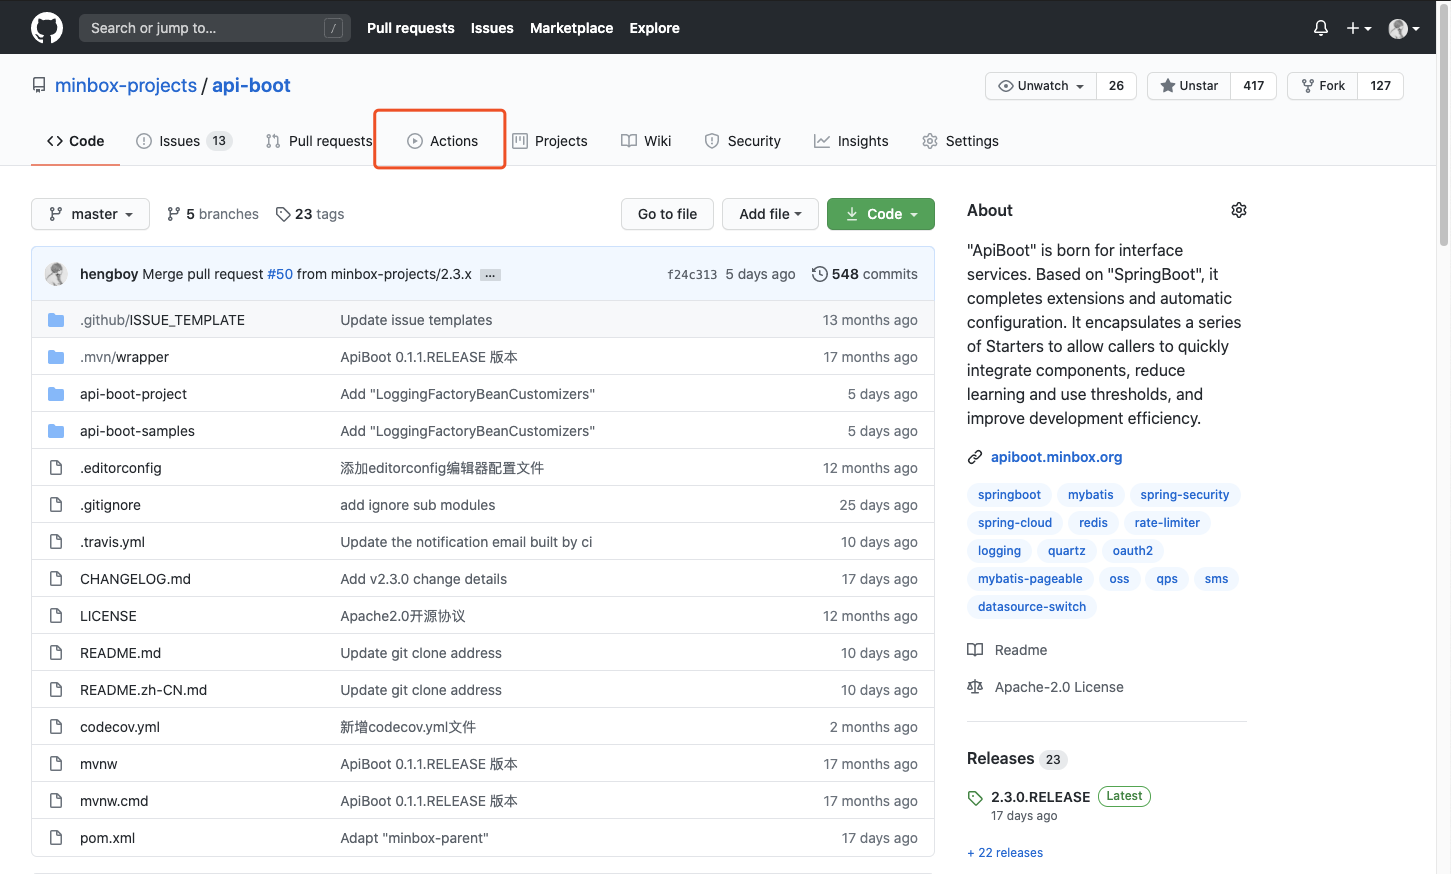 Search or jump to... /
Pull requests Issues Marketplace Explore
minbox-projects / api-boot
Unwatch 26 Unstar 417 Fork 127
Code Issues 13 Pull requests Actions Projects Wiki Security Insights Settings
master 5 branches 23 tags Go to file Add file Code
hengboy Merge pull request #50 from minbox-projects/2.3.x ... f24c313 5 days ago 548 commits
.github/ISSUE_TEMPLATE Update issue templates 13 months ago
.mvn/wrapper ApiBoot 0.1.1.RELEASE 版本 17 months ago
api-boot-project Add "LoggingFactoryBeanCustomizers" 5 days ago
api-boot-samples Add "LoggingFactoryBeanCustomizers" 5 days ago
.editorconfig 添加editorconfig编辑器配置文件 12 months ago
.gitignore add ignore sub modules 25 days ago
.travis.yml Update the notification email built by ci 10 days ago
CHANGELOG.md Add v2.3.0 change details 17 days ago
LICENSE Apache2.0开源协议 12 months ago
README.md Update git clone address 10 days ago
README.zh-CN.md Update git clone address 10 days ago
codecov.yml 新增codecov.yml文件 2 months ago
mvnw ApiBoot 0.1.1.RELEASE 版本 17 months ago
mvnw.cmd ApiBoot 0.1.1.RELEASE 版本 17 months ago
pom.xml Adapt "minbox-parent" 17 days ago
About
"ApiBoot" is born for interface
services. Based on "SpringBoot", it
completes extensions and automatic
configuration. It encapsulates a series
of Starters to allow callers to quickly
integrate components, reduce
learning and use thresholds, and
improve development efficiency.
apiboot.minbox.org
springboot mybatis spring-security
spring-cloud redis rate-limiter
logging quartz oauth2
mybatis-pageable oss qps sms
datasource-switch
Readme
Apache-2.0 License
Releases 23
2.3.0.RELEASE Latest
17 days ago
+ 22 releases